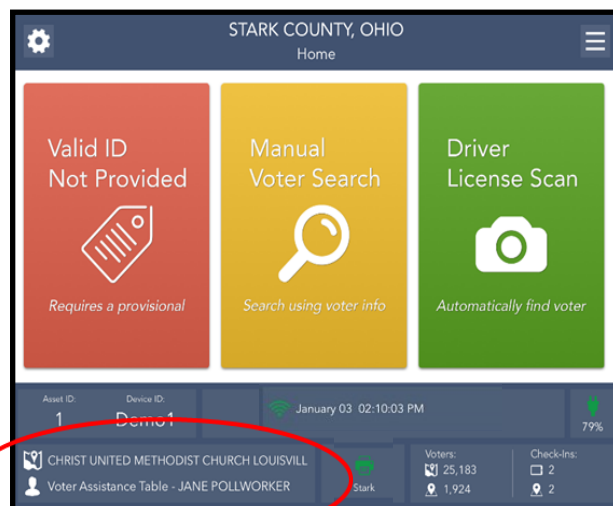 STARK COUNTY, OHIO
Home
Valid ID
Not Provided
Requires a provisional
Manual
Voter Search
Search using voter info
Driver
License Scan
Automatically find voter
Asset ID:
1
Device ID:
Demo1
January 03 02:10:03 PM
79%
CHRIST UNITED METHODIST CHURCH LOUISVILL
Voter Assistance Table - JANE POLLWORKER
Stark
Voters:
25,183
1,924
Check-Ins:
2
2